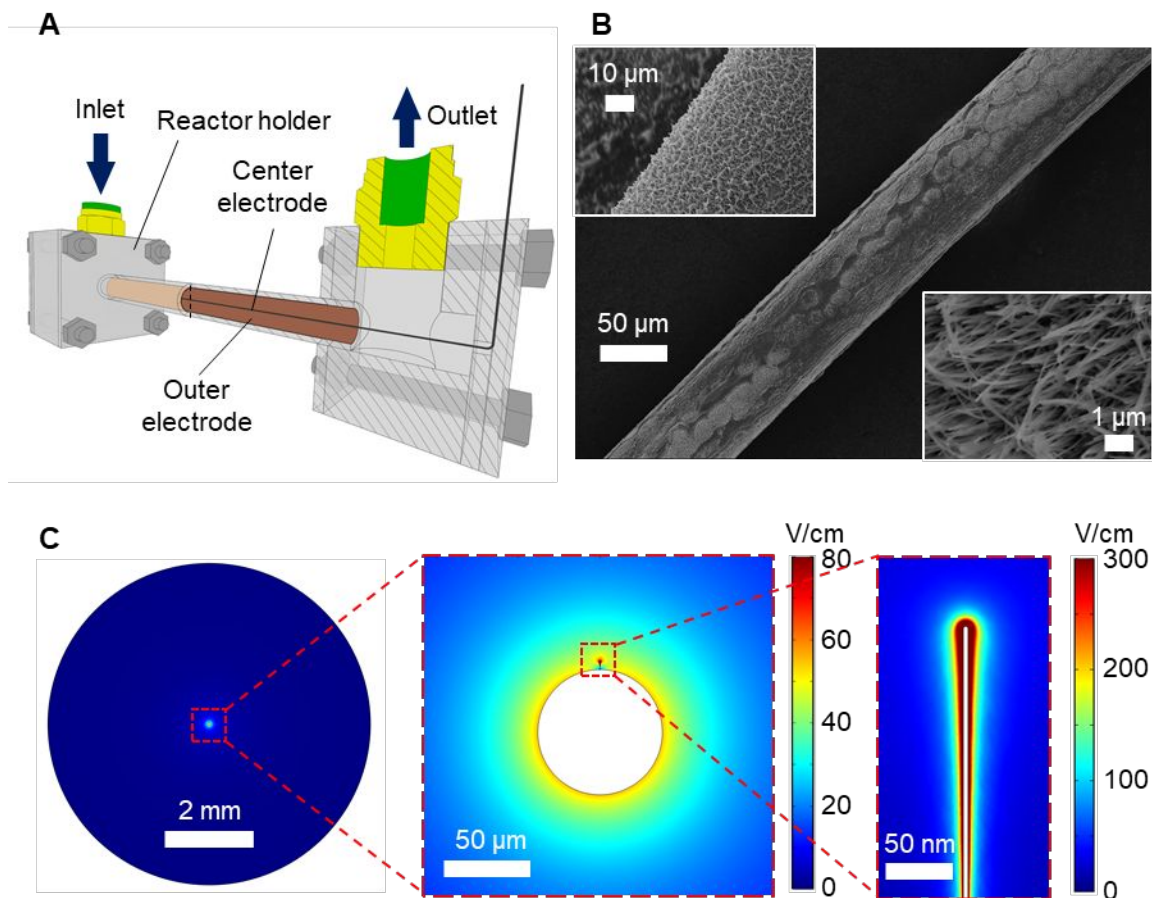 A
Inlet
Reactor holder
Center
electrode
Outlet
Outer
electrode
B
10 µm
50 µm
1 µm
C
2 mm
V/cm
80
60
40
20
0
50 µm
V/cm
300
200
100
0
50 nm